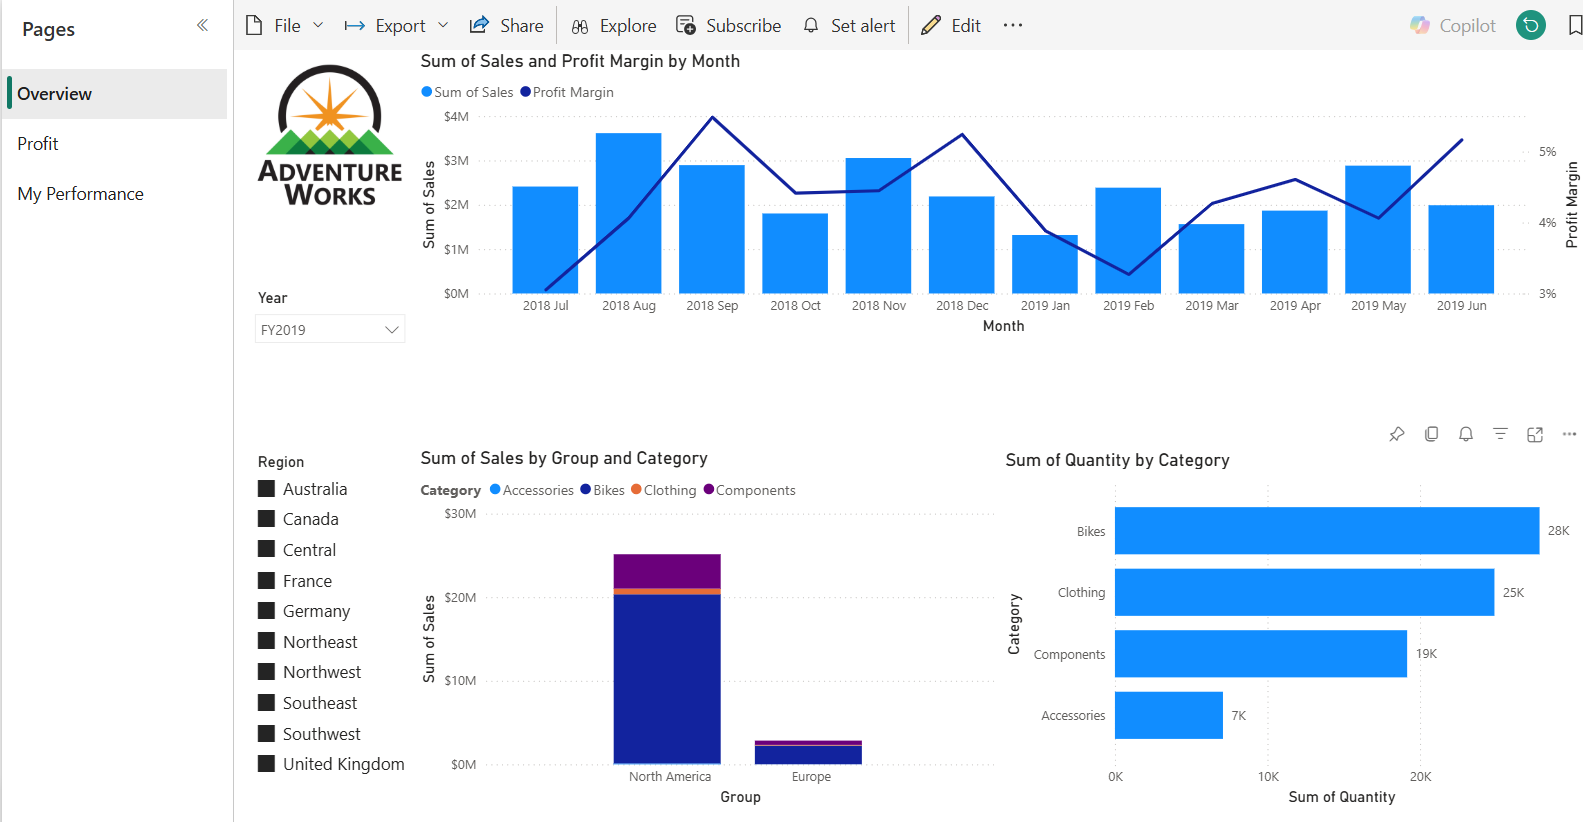 Pages
Overview
Profit
My Performance
File
Export
Share
Explore
Subscribe
Set alert
Edit
Copilot
ADVENTURE
WORKS
Year
FY2019
Sum of Sales and Profit Margin by Month
Sum of Sales Profit Margin
Sum of Sales
$4M
$3M
$2M
$1M
$0M
5%
4%
3%
Profit Margin
2018 Jul 2018 Aug 2018 Sep 2018 Oct 2018 Nov 2018 Dec 2019 Jan 2019 Feb 2019 Mar 2019 Apr 2019 May 2019 Jun
Month
Region
Australia
Canada
Central
France
Germany
Northeast
Northwest
Southeast
Southwest
United Kingdom
Sum of Sales by Group and Category
Category Accessories Bikes Clothing Components
Sum of Sales
$30M
$20M
$10M
$0M
North America Europe
Group
Sum of Quantity by Category
Category
Bikes 28K
Clothing 25K
Components 19K
Accessories 7K
0K 10K 20K
Sum of Quantity